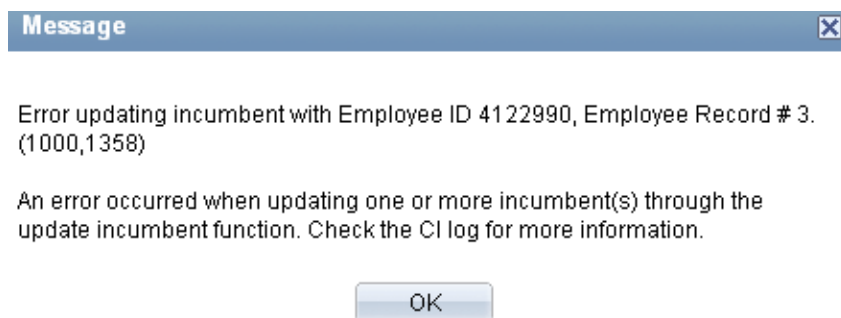 Message
Error updating incumbent with Employee ID 4122990, Employee Record # 3.
(1000,1358)
An error occurred when updating one or more incumbent(s) through the
update incumbent function. Check the CI log for more information.
OK